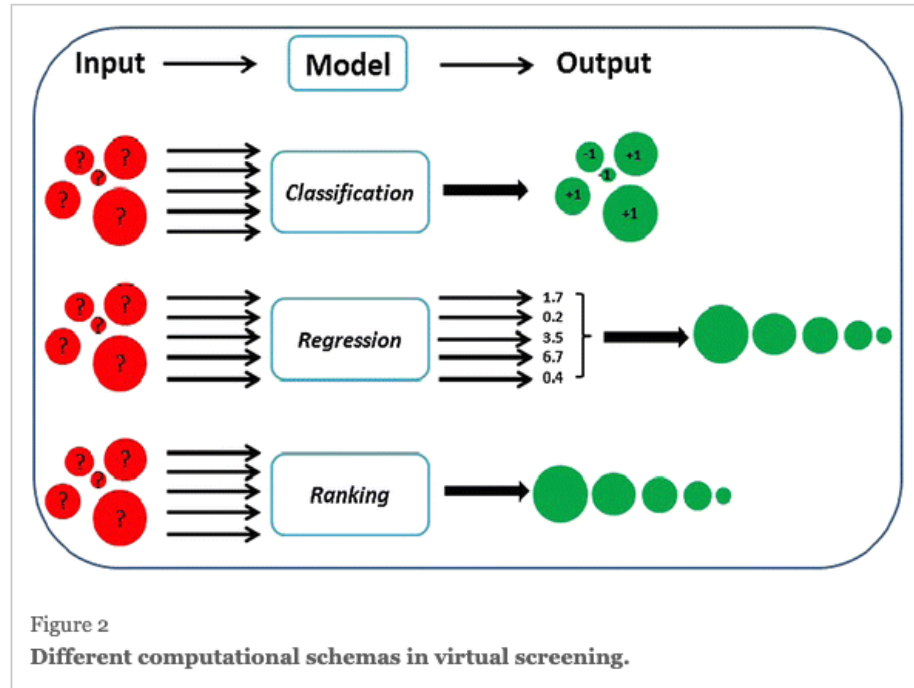 Input Model Output
? ? ? ? ?
Classification
-1 +1 -1 +1 +1
? ? ? ? ?
Regression
1.7
0.2
3.5
6.7
0.4
? ? ? ? ?
Ranking
Figure 2
Different computational schemas in virtual screening.